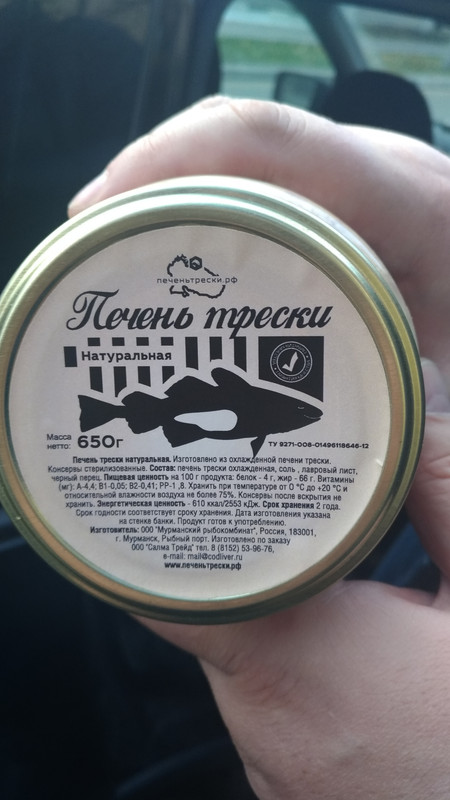 печеньтрески.рф
Печень трески
Натуральная
Масса
нетто: 650г
ТУ 9271-008-01496118646-12
Печень трески натуральная. Изготовлено из охлажденной печени трески.
Консервы стерилизованные. Состав: печень трески охлажденная, соль , лавровый лист,
черный перец. Пищевая ценность на 100 г продукта: белок - 4 г, жир - 66 г. Витамины
(мг): А-4,4; В1-0,05; В2-0,41; РР-1 ,8. Хранить при температуре от О °С до +20 °С и
относительной влажности воздуха не более 75%. Консервы после вскрытия не
хранить. Энергетическая ценность - 610 ккал/2553 кДж. Срок хранения 2 года.
Срок годности соответствует сроку хранения. Дата изготовления указана
на стенке банки. Продукт готов к употреблению.
Изготовитель: ООО "Мурманский рыбокомбинат", Россия, 183001,
г. Мурманск, Рыбный порт. Изготовлено по заказу
ООО "Салма Трейд" тел. 8 (8152) 53-96-76,
e-mail: mail@codliver.ru
www.печеньтрески.рф